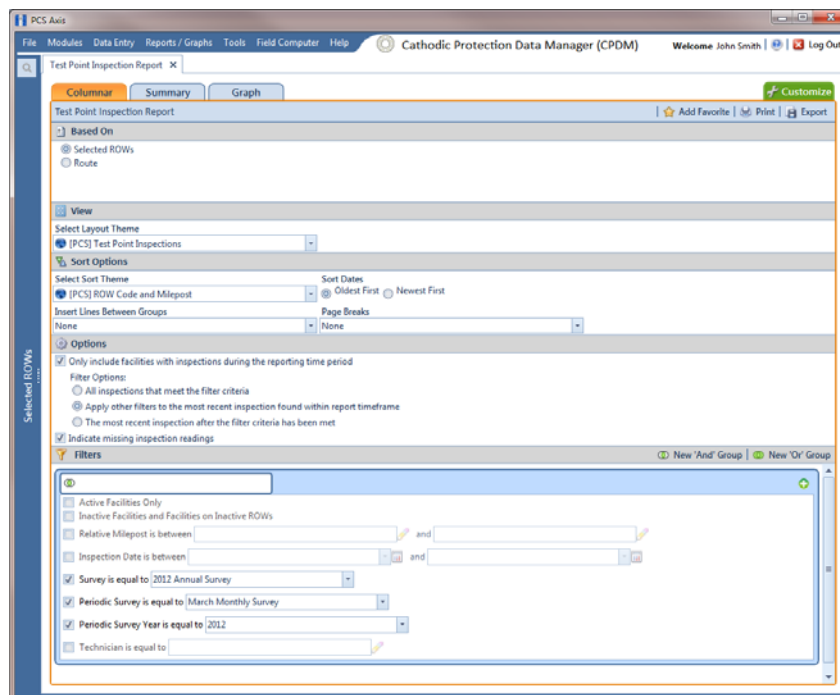 PCS Axis
File Modules Data Entry Reports / Graphs Tools Field Computer Help Cathodic Protection Data Manager (CPDM) Welcome John Smith | | Log Out
Test Point Inspection Report X
Columnar Summary Graph Customize
Test Point Inspection Report | Add Favorite | Print | Export
Based On
Selected ROWs
Route
View
Select Layout Theme
[PCS] Test Point Inspections
Sort Options
Select Sort Theme Sort Dates
[PCS] ROW Code and Milepost Oldest First Newest First
Insert Lines Between Groups Page Breaks
None None
Options
Only include facilities with inspections during the reporting time period
Filter Options:
All inspections that meet the filter criteria
Apply other filters to the most recent inspection found within report timeframe
The most recent inspection after the filter criteria has been met
Indicate missing inspection readings
Filters New 'And' Group | New 'Or' Group
Active Facilities Only
Inactive Facilities and Facilities on Inactive ROWs
Relative Milepost is between and
Inspection Date is between and
Survey is equal to 2012 Annual Survey
Periodic Survey is equal to March Monthly Survey
Periodic Survey Year is equal to 2012
Technician is equal to
Selected ROWs